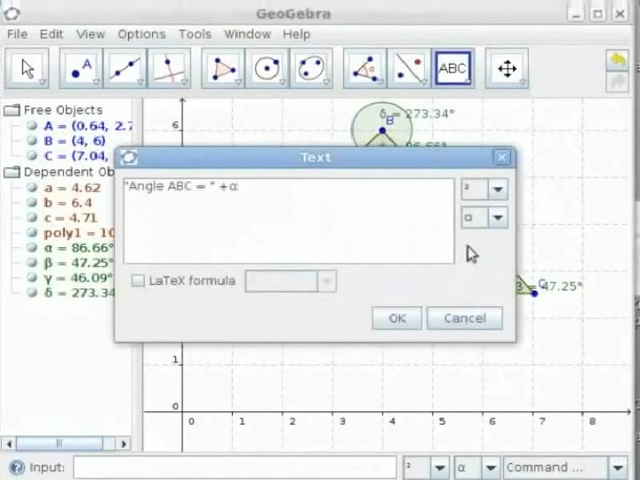 GeoGebra
File Edit View Options Tools Window Help
A
ABC
Free Objects
A = (0.64, 2.7
B = (4, 6)
C = (7.04,
Dependent Ob
a = 4.62
b = 6.4
c = 4.71
poly1 = 10
α = 86.66°
β = 47.25°
γ = 46.09°
δ = 273.34
δ = 273.34°
B
6
Text
"Angle ABC = " +α
²
α
LaTeX formula
OK Cancel
C
β = 47.25°
1
0
0 1 2 3 4 5 6 7 8
Input:
² α Command ...